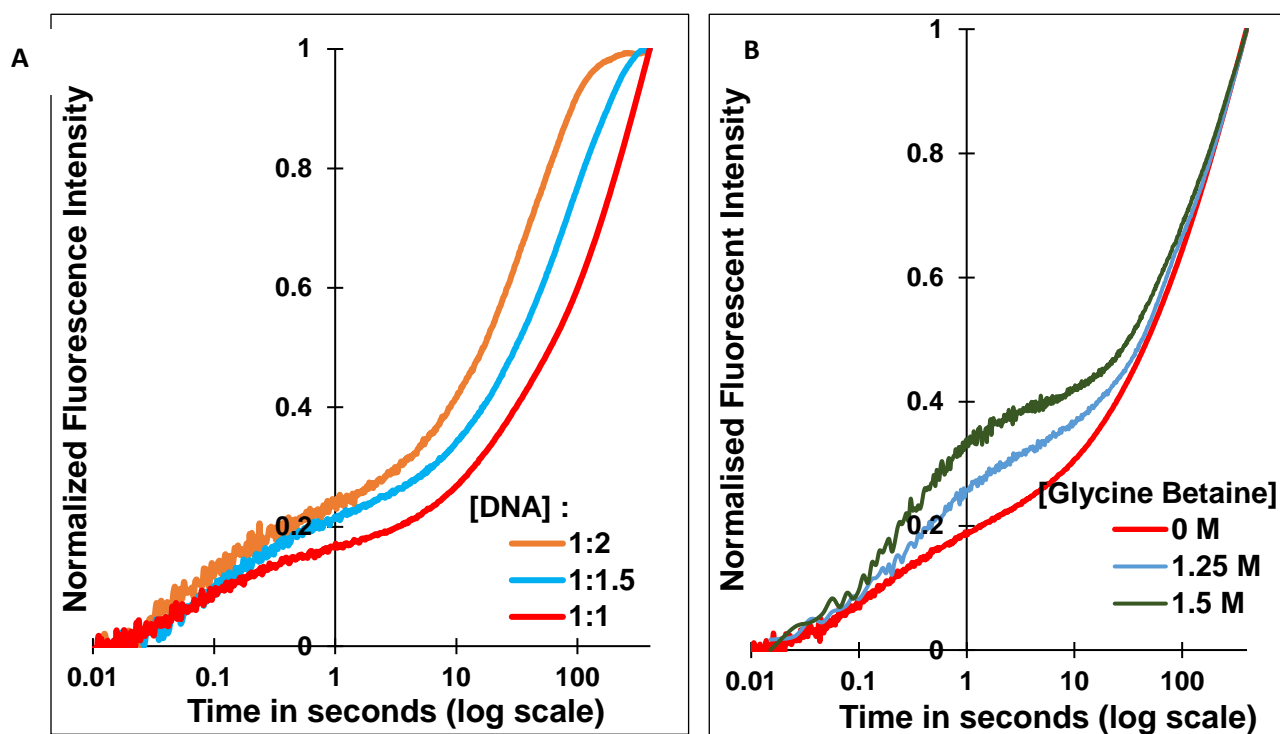 A
Normalized Fluorescence Intensity
1
0.8
0.6
0.4
0.2
0
[DNA] :
1:2
1:1.5
1:1
0.01 0.1 1 10 100
Time in seconds (log scale)
B
Normalised Fluorescent Intensity
1
0.8
0.6
0.4
0.2
0
[Glycine Betaine]
0 M
1.25 M
1.5 M
0.01 0.1 1 10 100
Time in seconds (log scale)